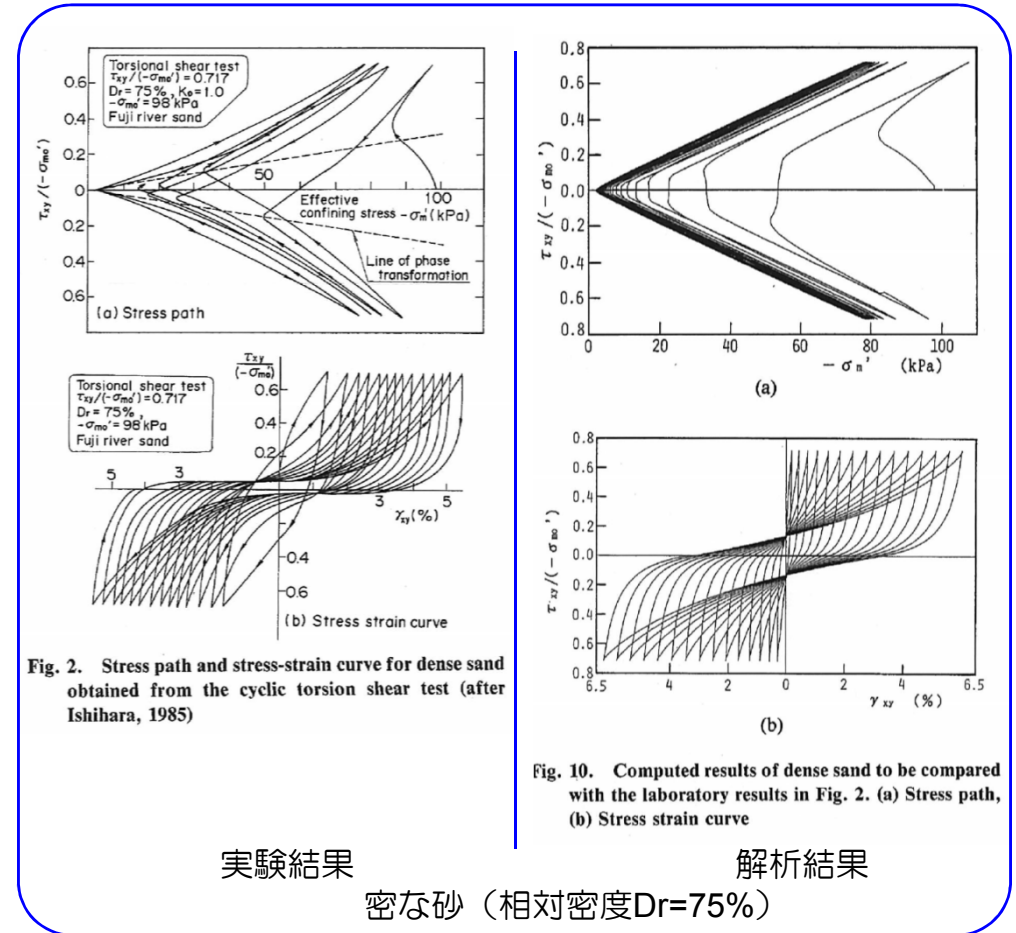 Torsional shear test
τxy/(-σmo')=0.717
Dr=75%, Ko=1.0
-σmo'=98 kPa
Fuji river sand
τxy/(-σmo')
0.6
0.4
0.2
0
0.2
0.4
0.6
50
100
Effective
confining stress -σm'(kPa)
Line of phase
transformation
(a) Stress path
Torsional shear test
τxy/(-σmo')=0.717
Dr=75%,
-σmo'=98 kPa
Fuji river sand
τxy
(-σmo')
0.6
0.4
0.2
5
3
3
5
γxy(%)
-0.4
-0.6
(b) Stress strain curve
Fig. 2. Stress path and stress-strain curve for dense sand
obtained from the cyclic torsion shear test (after
Ishihara, 1985)
実験結果
0.8
0.6
0.4
0.2
0.0
0.2
0.4
0.6
0.8
τxy/(-σmo')
0
20
40
60
80
100
-σm' (kPa)
(a)
0.8
0.6
0.4
0.2
0.0
0.2
0.4
0.6
0.8
τxy/(-σmo')
6.5
4
2
0
2
4
6.5
γxy (%)
(b)
Fig. 10. Computed results of dense sand to be compared
with the laboratory results in Fig. 2. (a) Stress path,
(b) Stress strain curve
解析結果
密な砂（相対密度Dr=75%）